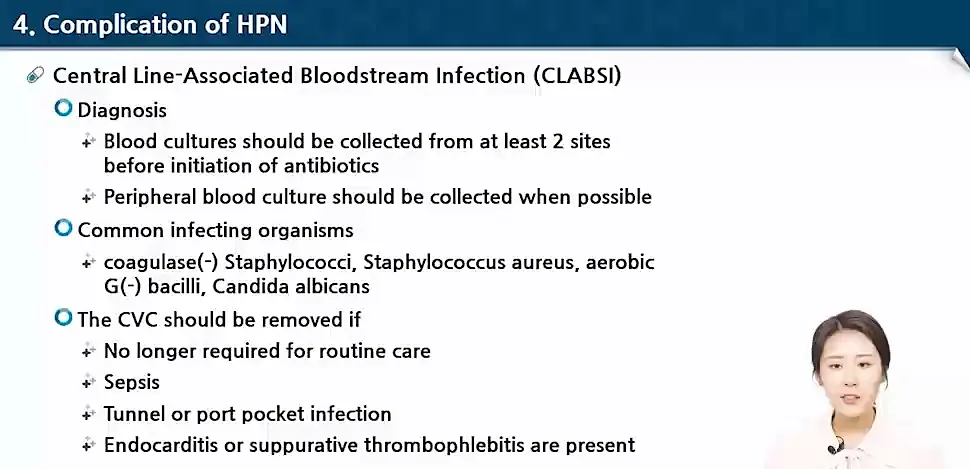 4. Complication of HPN
Central Line-Associated Bloodstream Infection (CLABSI)
Diagnosis
Blood cultures should be collected from at least 2 sites
before initiation of antibiotics
Peripheral blood culture should be collected when possible
Common infecting organisms
coagulase(-) Staphylococci, Staphylococcus aureus, aerobic
G(-) bacilli, Candida albicans
The CVC should be removed if
No longer required for routine care
Sepsis
Tunnel or port pocket infection
Endocarditis or suppurative thrombophlebitis are present